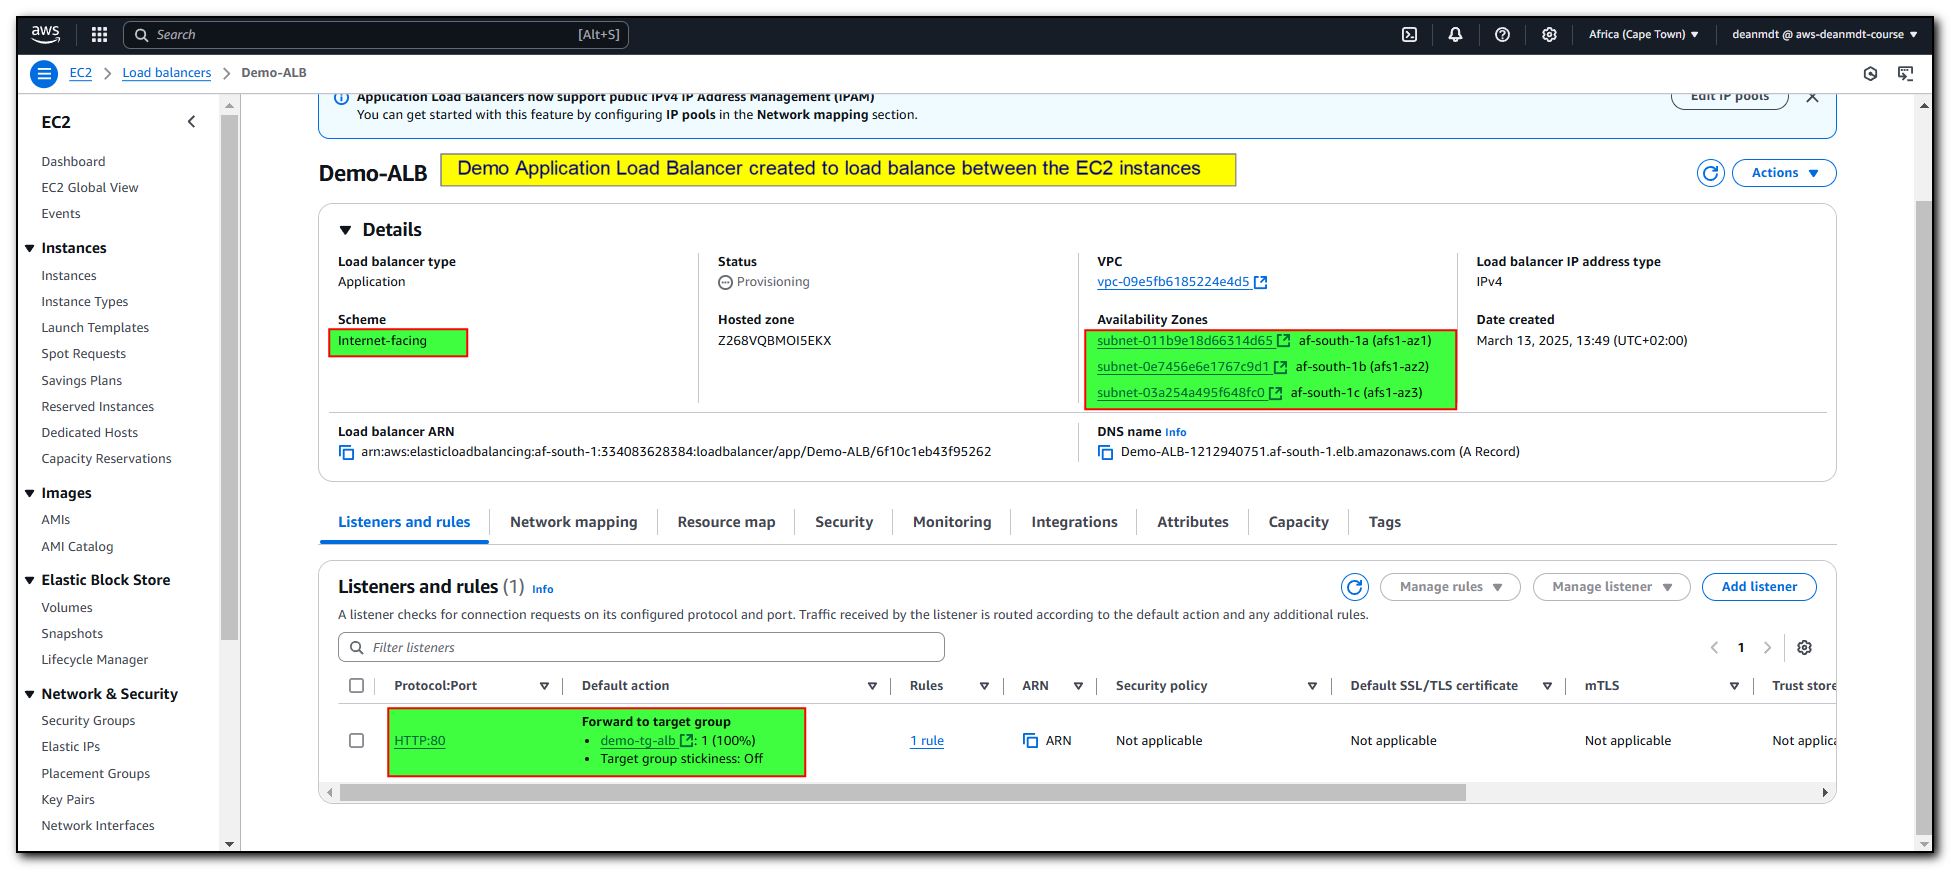 aws
Search
[Alt+S]
Africa (Cape Town)
deanmdt @ aws-deanmdt-course
EC2
Load balancers
Demo-ALB
EC2
Dashboard
EC2 Global View
Events
Instances
Instances
Instance Types
Launch Templates
Spot Requests
Savings Plans
Reserved Instances
Dedicated Hosts
Capacity Reservations
Images
AMIs
AMI Catalog
Elastic Block Store
Volumes
Snapshots
Lifecycle Manager
Network & Security
Security Groups
Elastic IPs
Placement Groups
Key Pairs
Network Interfaces
Application Load Balancers now support public IPv4 IP Address Management (IPAM)
You can get started with this feature by configuring IP pools in the Network mapping section.
Edit IP pools
Demo-ALB
Demo Application Load Balancer created to load balance between the EC2 instances
Actions
Details
Load balancer type
Application
Status
Provisioning
VPC
vpc-09e5fb6185224e4d5
Load balancer IP address type
IPv4
Scheme
Internet-facing
Hosted zone
Z268VQBMOI5EKX
Availability Zones
subnet-011b9e18d66314d65 af-south-1a (afs1-az1)
subnet-0e7456e6e1767c9d1 af-south-1b (afs1-az2)
subnet-03a254a495f648fc0 af-south-1c (afs1-az3)
Date created
March 13, 2025, 13:49 (UTC+02:00)
Load balancer ARN
arn:aws:elasticloadbalancing:af-south-1:334083628384:loadbalancer/app/Demo-ALB/6f10c1eb43f95262
DNS name Info
Demo-ALB-1212940751.af-south-1.elb.amazonaws.com (A Record)
Listeners and rules
Network mapping
Resource map
Security
Monitoring
Integrations
Attributes
Capacity
Tags
Listeners and rules (1) Info
Manage rules
Manage listener
Add listener
A listener checks for connection requests on its configured protocol and port. Traffic received by the listener is routed according to the default action and any additional rules.
Filter listeners
1
Protocol:Port
Default action
Rules
ARN
Security policy
Default SSL/TLS certificate
mTLS
Trust store
HTTP:80
Forward to target group
• demo-tg-alb: 1 (100%)
• Target group stickiness: Off
1 rule
ARN
Not applicable
Not applicable
Not applicable
Not applica